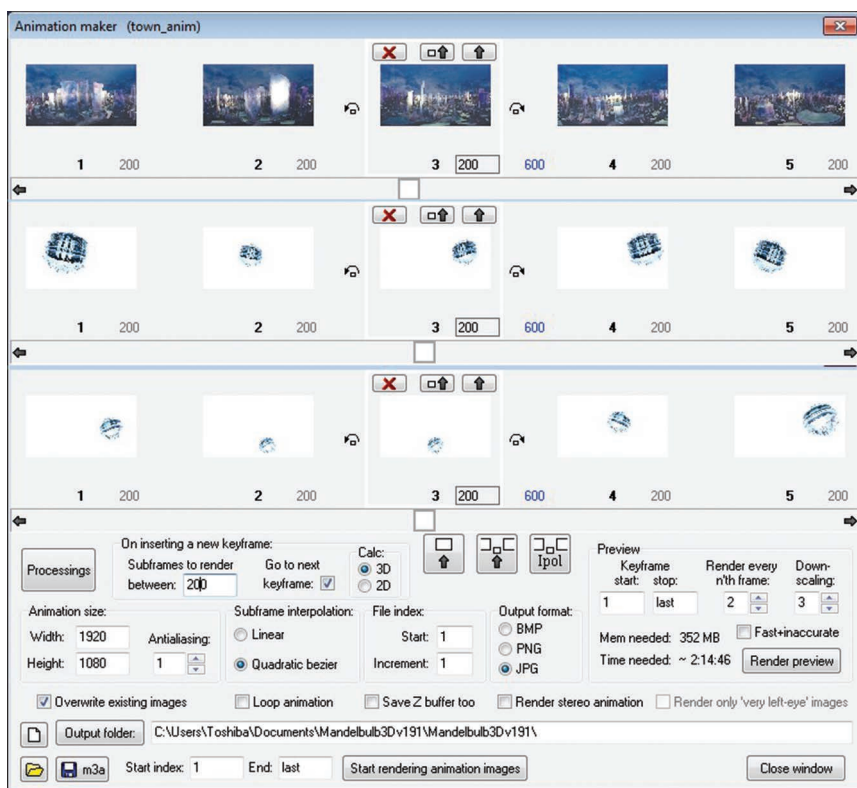 Animation maker (town_anim)
1 200 2 200 3 200 600 4 200 5 200
1 200 2 200 3 200 600 4 200 5 200
1 200 2 200 3 200 600 4 200 5 200
Processings
On inserting a new keyframe:
Subframes to render
between: 200
Go to next
keyframe:
Calc:
3D
2D
Ipol
Preview
Keyframe
start: stop:
1 last
Render every
n'th frame:
2
Down-
scaling:
3
Mem needed: 352 MB
Fast+inaccurate
Time needed: ~ 2:14:46
Render preview
Animation size:
Width: 1920
Height: 1080
Antialiasing:
1
Subframe interpolation:
Linear
Quadratic bezier
File index:
Start: 1
Increment: 1
Output format:
BMP
PNG
JPG
Overwrite existing images
Loop animation
Save Z buffer too
Render stereo animation
Render only 'very left-eye' images
Output folder: C:\Users\Toshiba\Documents\Mandelbulb3Dv191\Mandelbulb3Dv191\
m3a
Start index: 1 End: last
Start rendering animation images
Close window